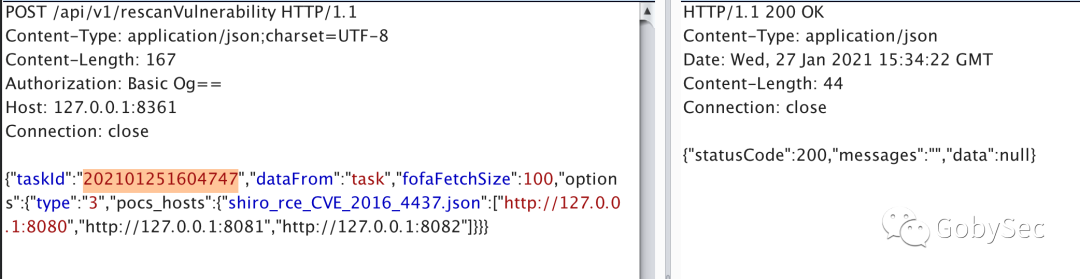 POST /api/v1/rescanVulnerability HTTP/1.1
Content-Type: application/json;charset=UTF-8
Content-Length: 167
Authorization: Basic Og==
Host: 127.0.0.1:8361
Connection: close
{"taskId":"202101251604747","dataFrom":"task","fofaFetchSize":100,"option
s":{"type":"3","pocs_hosts":{"shiro_rce_CVE_2016_4437.json":["http://127.0.0
.1:8080","http://127.0.0.1:8081","http://127.0.0.1:8082"]}}}
HTTP/1.1 200 OK
Content-Type: application/json
Date: Wed, 27 Jan 2021 15:34:22 GMT
Content-Length: 44
Connection: close
{"statusCode":200,"messages":"","data":null}
GobySec